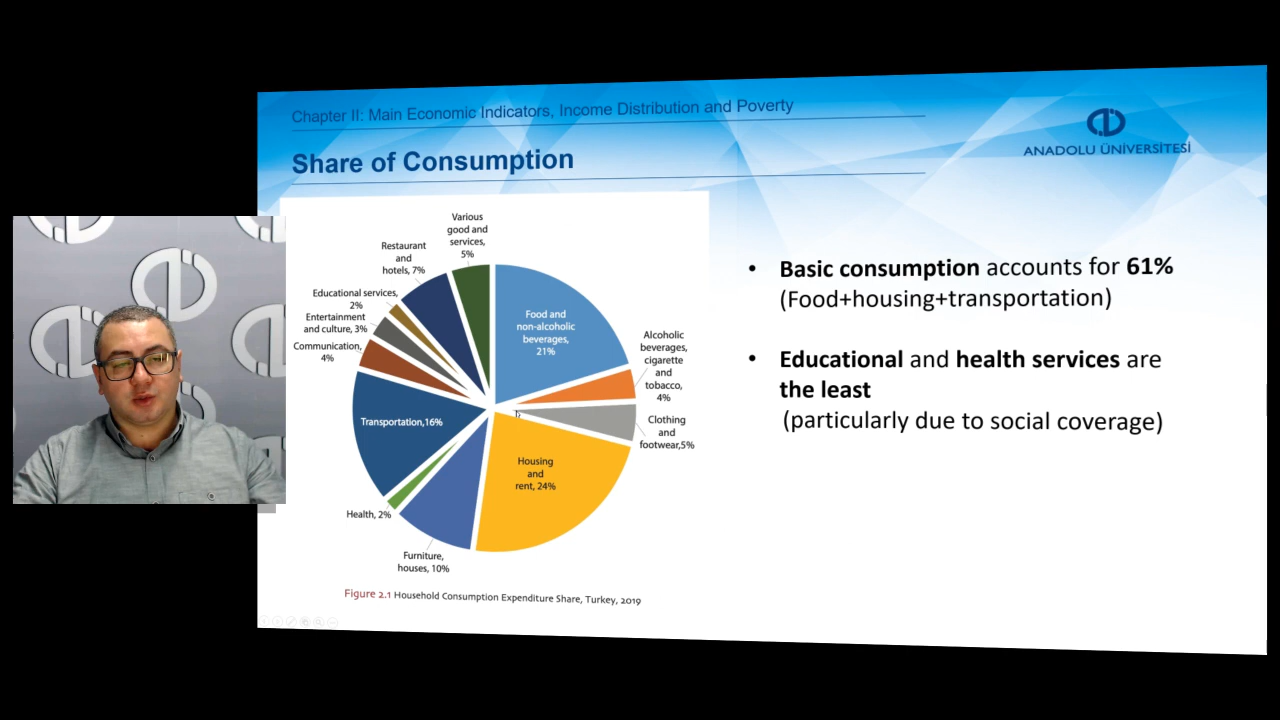 Chapter II: Main Economic Indicators, Income Distribution and Poverty
ANADOLU ÜNİVERSİTESİ
Share of Consumption
Various
good and
services,
5%
Restaurant
and
hotels, 7%
Educational services,
2%
Entertainment
and culture, 3%
Communication,
4%
Transportation,16%
Health, 2%
Furniture,
houses, 10%
Housing
and
rent, 24%
Clothing
and
footwear,5%
Alcoholic
beverages,
cigarette
and
tobacco,
4%
Food and
non-alcoholic
beverages,
21%
Figure 2.1 Household Consumption Expenditure Share, Turkey, 2019
• Basic consumption accounts for 61%
(Food+housing+transportation)
• Educational and health services are
the least
(particularly due to social coverage)